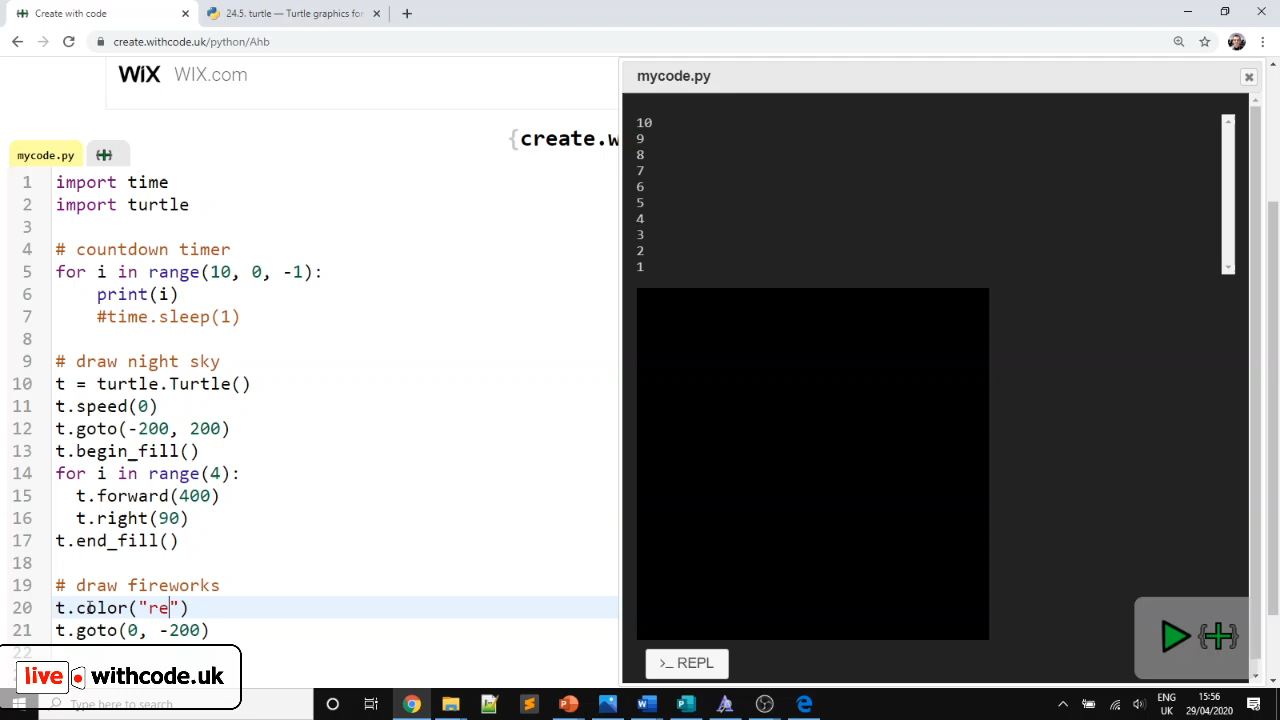 Create with code
24.5. turtle — Turtle graphics for
create.withcode.uk/python/Ahb
WIX WIX.com
{create.w
mycode.py
1 import time
2 import turtle
3
4 # countdown timer
5 for i in range(10, 0, -1):
6 print(i)
7 #time.sleep(1)
8
9 # draw night sky
10 t = turtle.Turtle()
11 t.speed(0)
12 t.goto(-200, 200)
13 t.begin_fill()
14 for i in range(4):
15 t.forward(400)
16 t.right(90)
17 t.end_fill()
18
19 # draw fireworks
20 t.color("re")
21 t.goto(0, -200)
22
mycode.py
10
9
8
7
6
5
4
3
2
1
>_ REPL
live withcode.uk
Type here to search
ENG
UK
15:56
29/04/2020